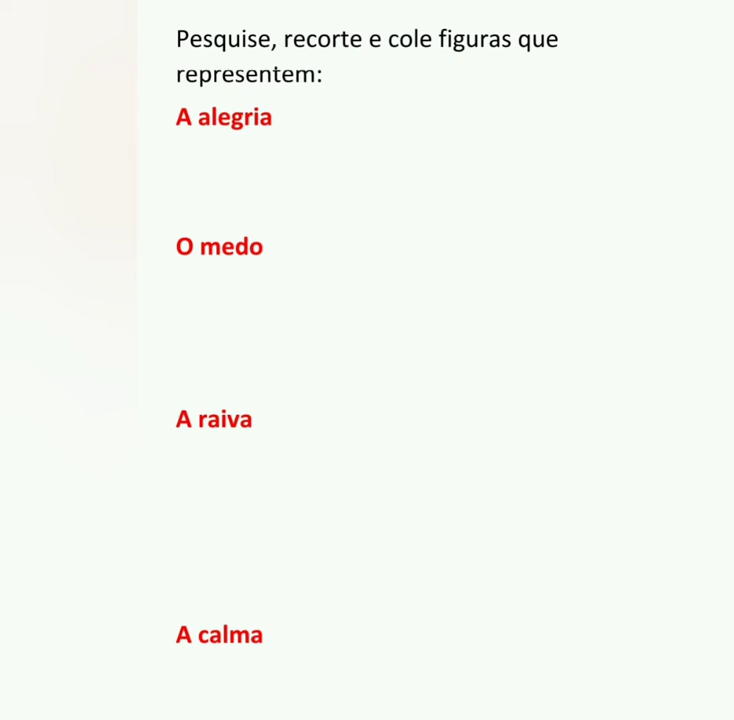 Pesquise, recorte e cole figuras que
representem:
A alegria
O medo
A raiva
A calma